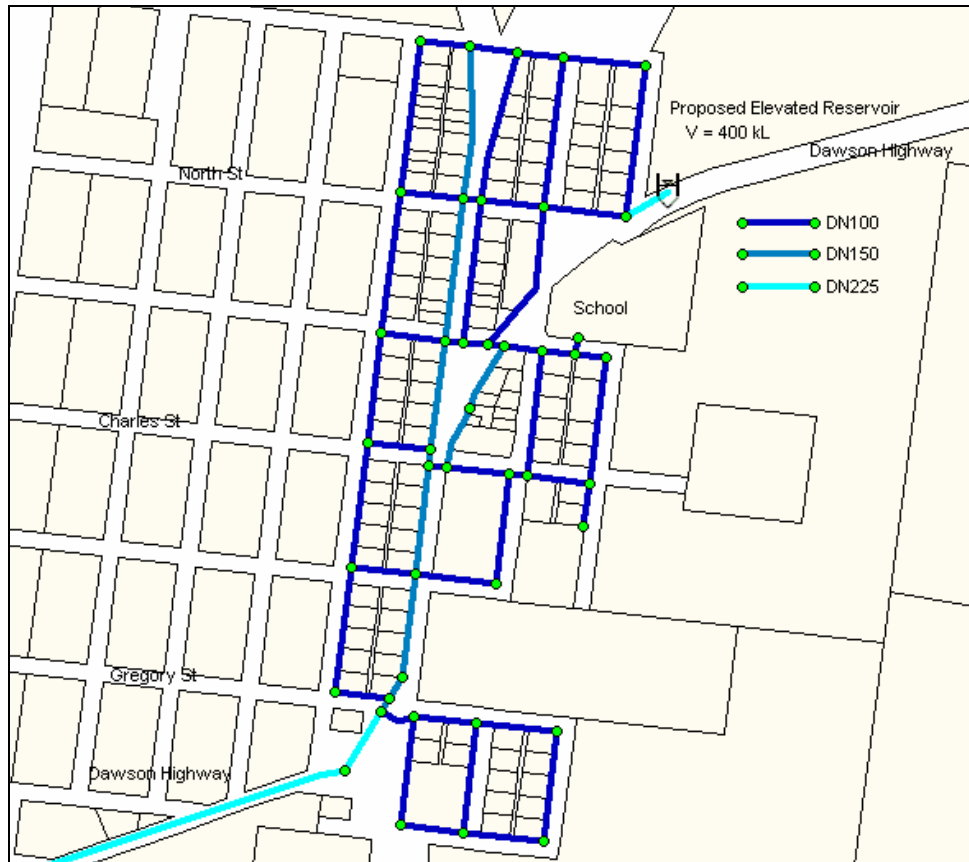 Proposed Elevated Reservoir
V = 400 kL
Dawson Highway
North St
DN100
DN150
DN225
School
Charles St
Gregory St
Dawson Highway